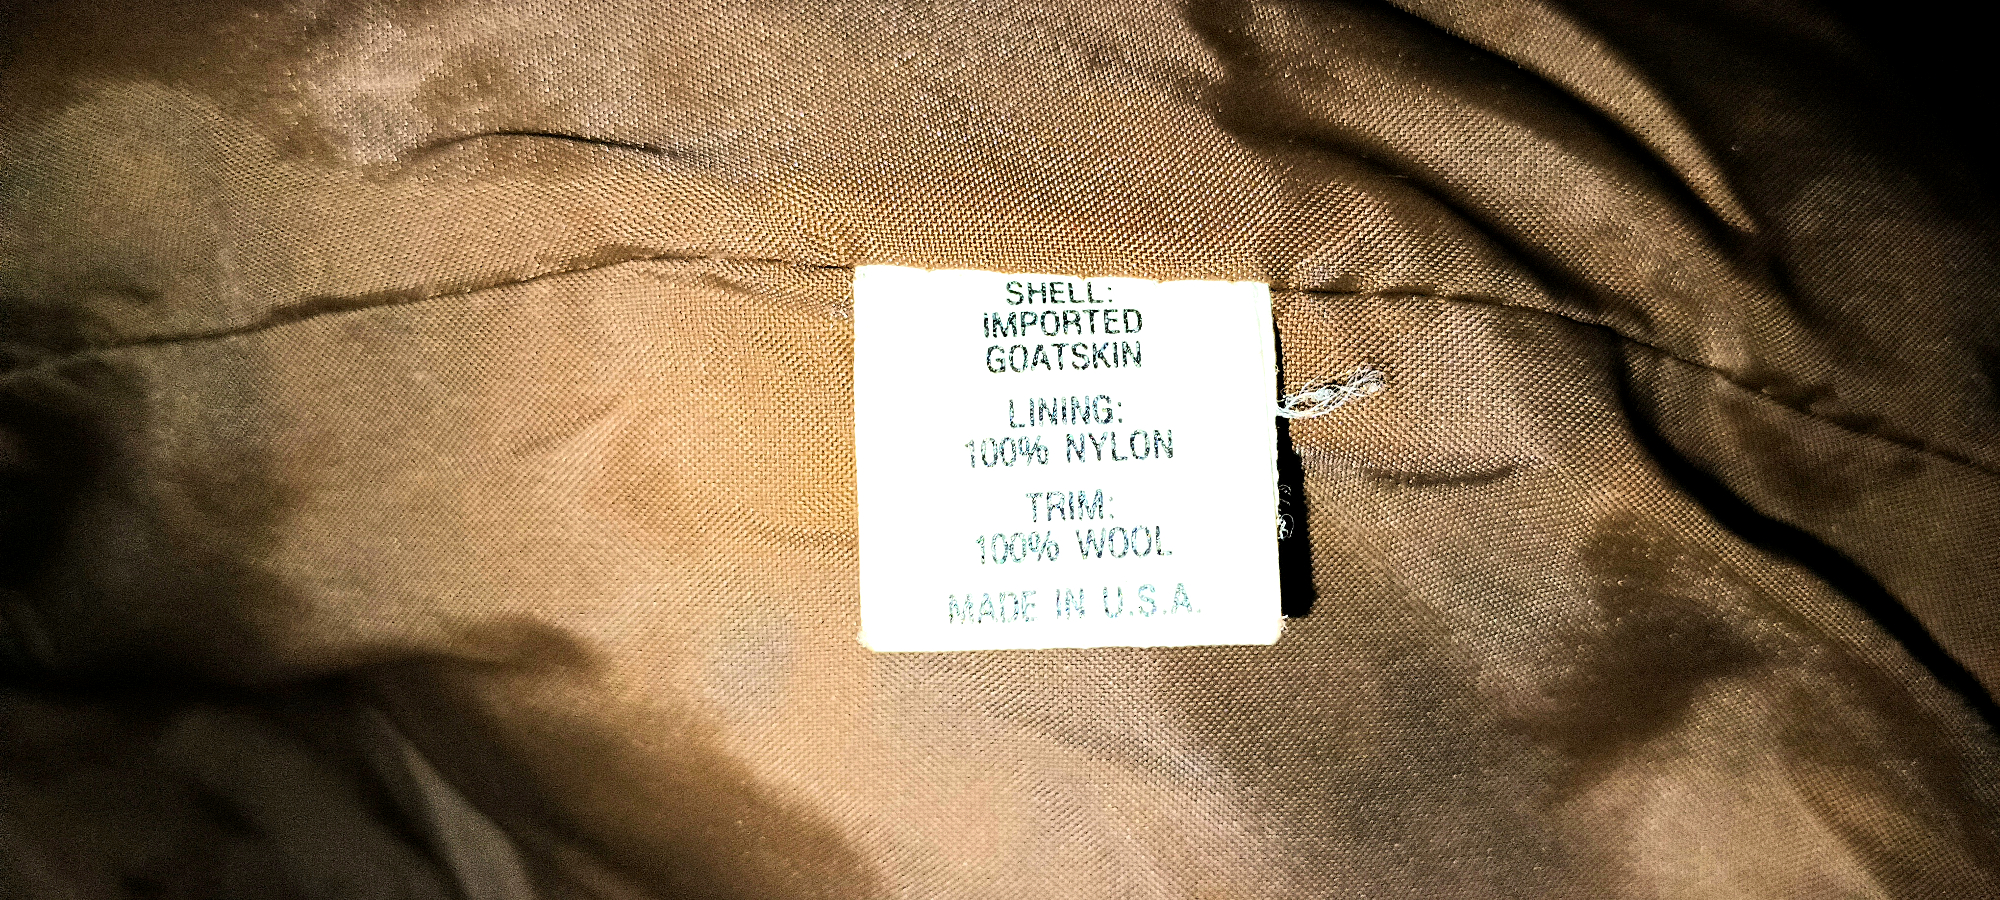 SHELL:
IMPORTED
GOATSKIN
LINING:
100% NYLON
TRIM:
100% WOOL
MADE IN U.S.A.